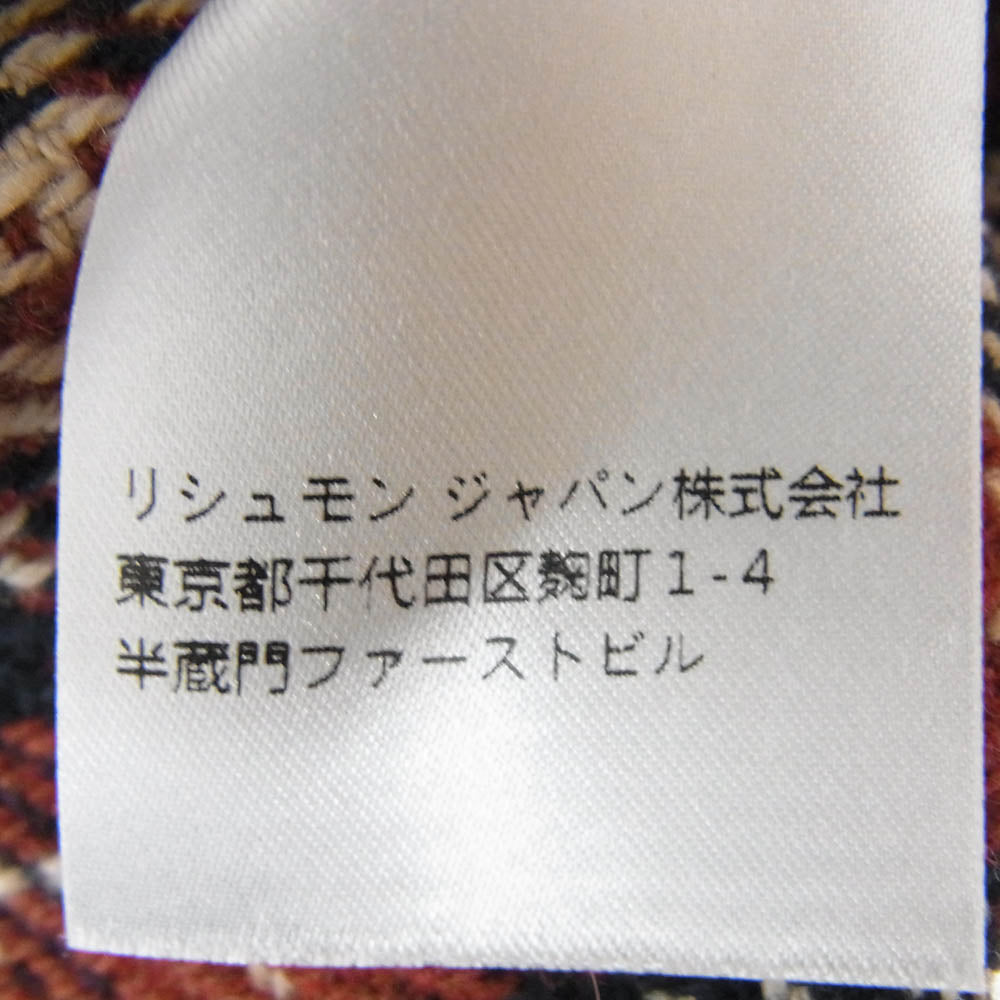 リシュモン ジャパン株式会社
東京都千代田区麴町1-4
半蔵門ファーストビル